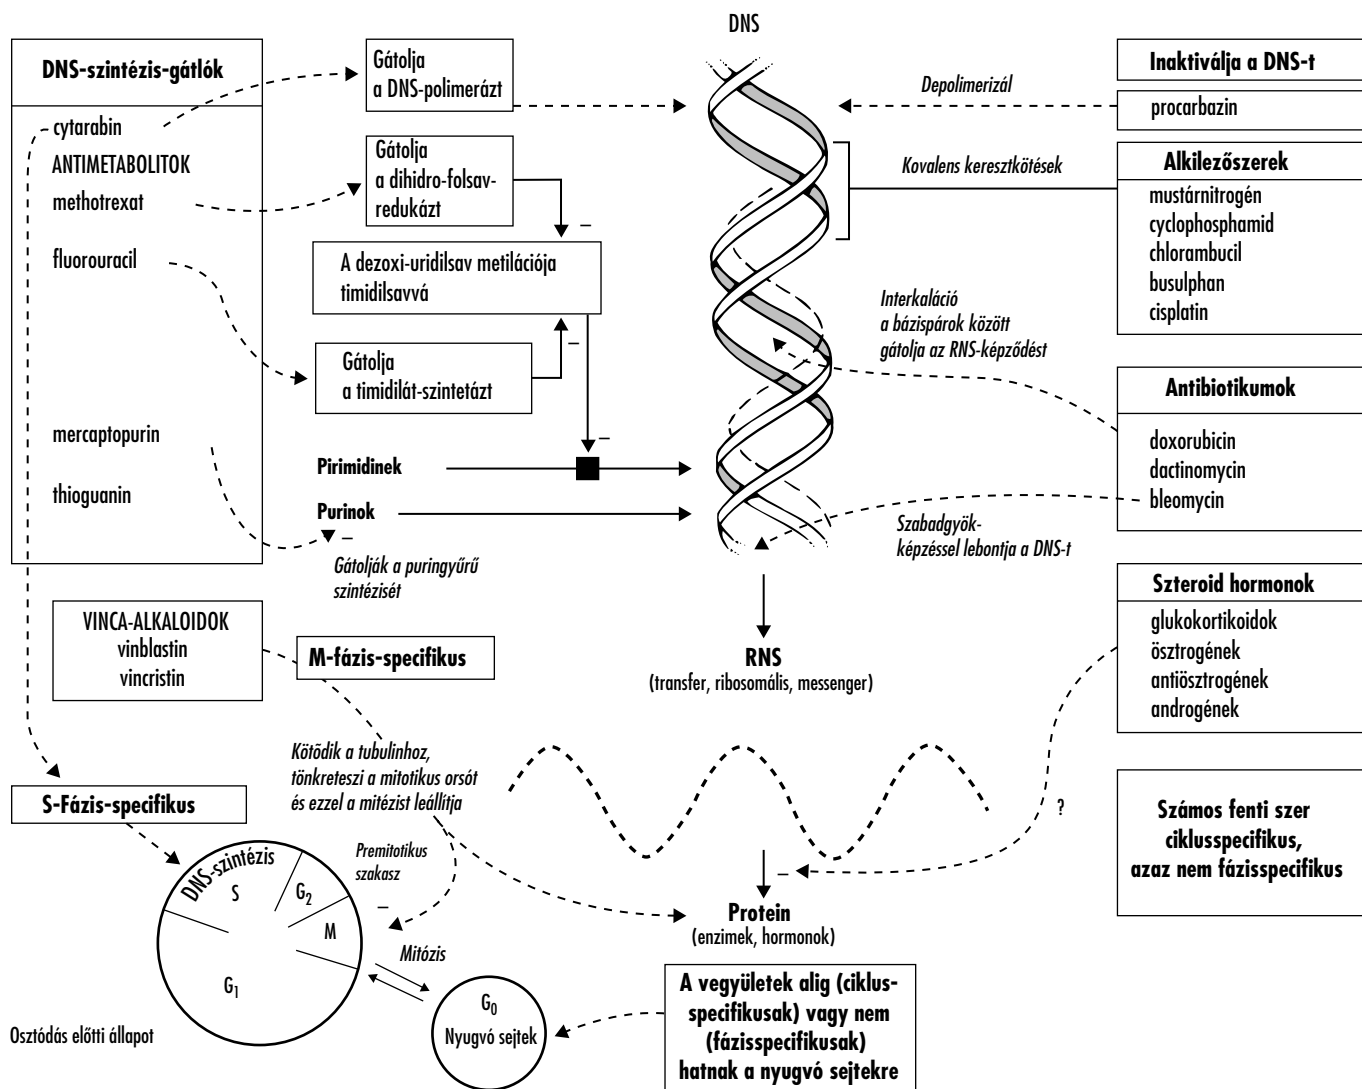 DNS
DNS-szintézis-gátlók
cytarabin
ANTIMETABOLITOK
methotrexat
fluorouracil
mercaptopurin
thioguanin
Gátolja
a DNS-polimerázt
Gátolja
a dihidro-folsav-
redukázt
–
A dezoxi-uridilsav metilációja
timidilsavvá
–
Gátolja
a timidilát-szintetázt
–
Pirimidinek
Purinok
–
Gátolják a puringyűrű
szintézisét
Depolimerizál
Kovalens keresztkötések
Interkaláció
a bázispárok között
gátolja az RNS-képződést
Szabadgyök-
képzéssel lebontja a DNS-t
Inaktiválja a DNS-t
procarbazin
Alkilezőszerek
mustárnitrogén
cyclophosphamid
chlorambucil
busulphan
cisplatin
Antibiotikumok
doxorubicin
dactinomycin
bleomycin
Szteroid hormonok
glukokortikoidok
ösztrogének
antiösztrogének
androgének
VINCA-ALKALOIDOK
vinblastin
vincristin
M-fázis-specifikus
RNS
(transfer, ribosomális, messenger)
Kötődik a tubulinhoz,
tönkreteszi a mitotikus orsót
és ezzel a mitézist leállítja
S-Fázis-specifikus
?
Számos fenti szer
ciklusspecifikus,
azaz nem fázisspecifikus
Premitotikus
szakasz
–
DNS-szintézis
S
G2
M
G1
–
Protein
(enzimek, hormonok)
Mitózis
G0
Nyugvó sejtek
Osztódás előtti állapot
A vegyületek alig (ciklus-
specifikusak) vagy nem
(fázisspecifikusak)
hatnak a nyugvó sejtekre